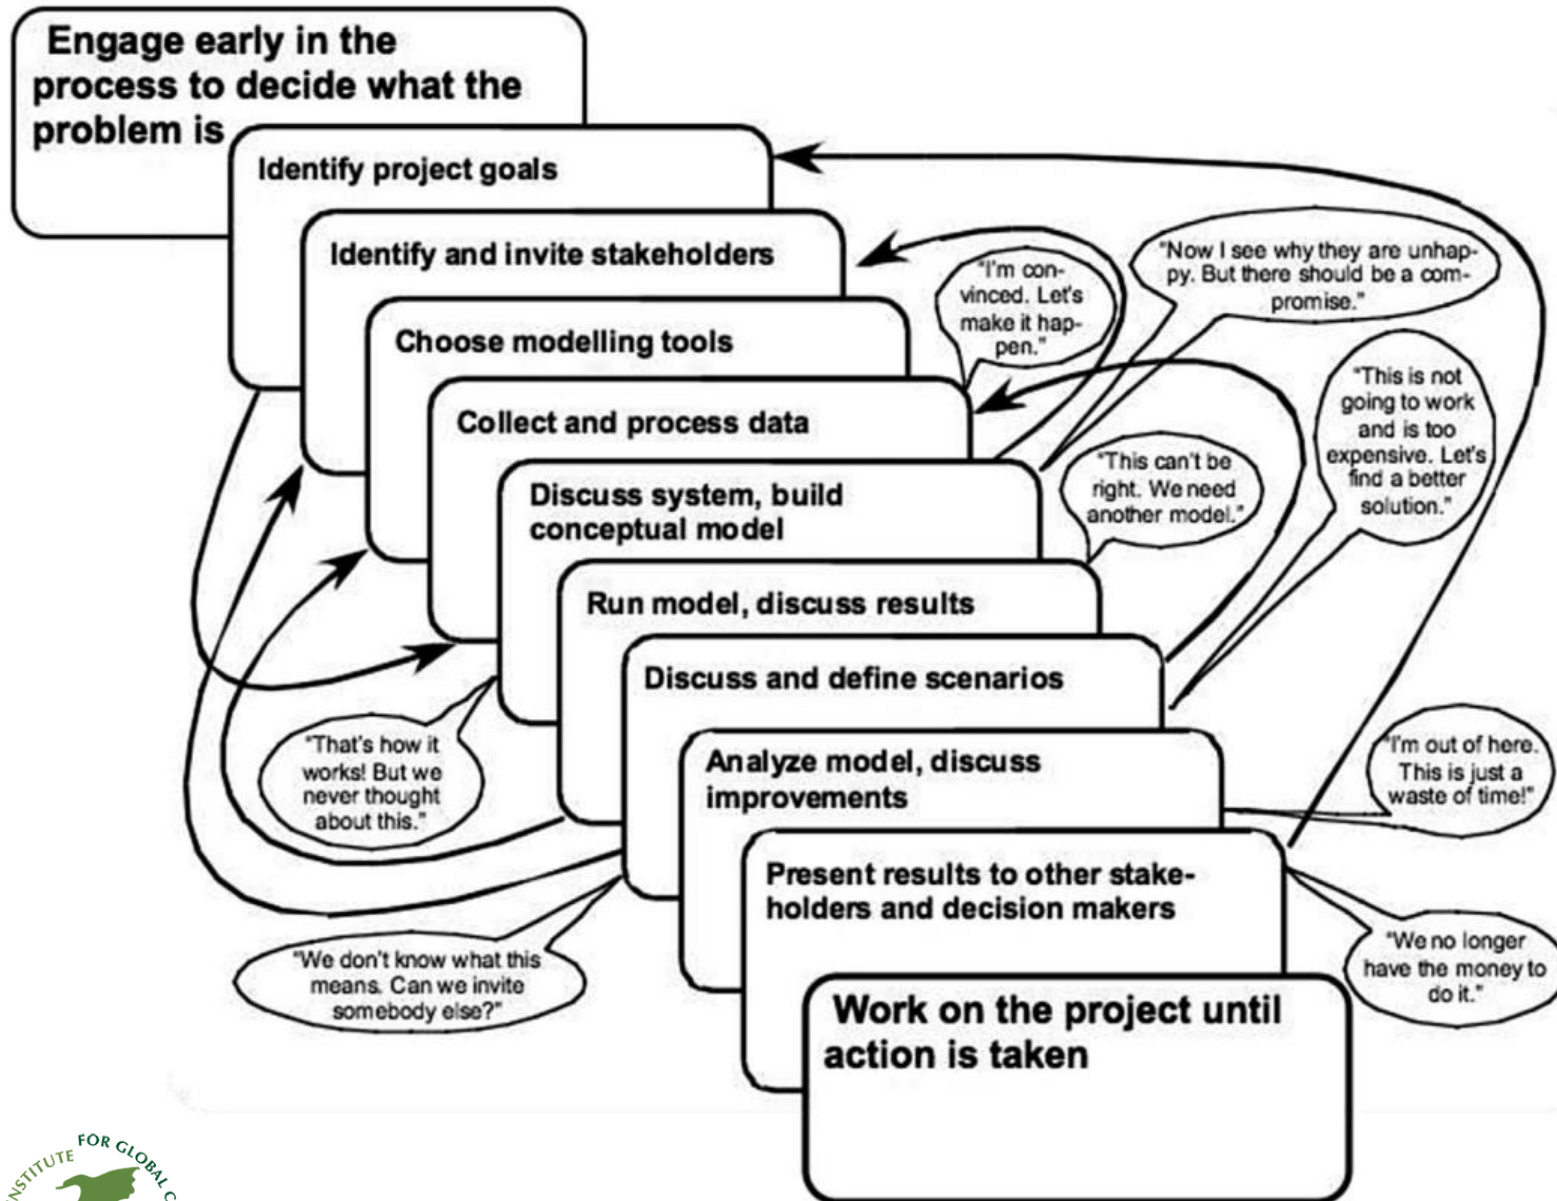 Engage early in the
process to decide what the
problem is
Identify project goals
Identify and invite stakeholders
Choose modelling tools
Collect and process data
Discuss system, build
conceptual model
Run model, discuss results
Discuss and define scenarios
Analyze model, discuss
improvements
Present results to other stake-
holders and decision makers
Work on the project until
action is taken
"I'm con-
vinced. Let's
make it hap-
pen."
"Now I see why they are unhap-
py. But there should be a com-
promise."
"This is not
going to work
and is too
expensive. Let's
find a better
solution."
"This can't be
right. We need
another model."
"That's how it
works! But we
never thought
about this."
"I'm out of here.
This is just a
waste of time!"
"We don't know what this
means. Can we invite
somebody else?"
"We no longer
have the money to
do it."
INSTITUTE FOR GLOBAL